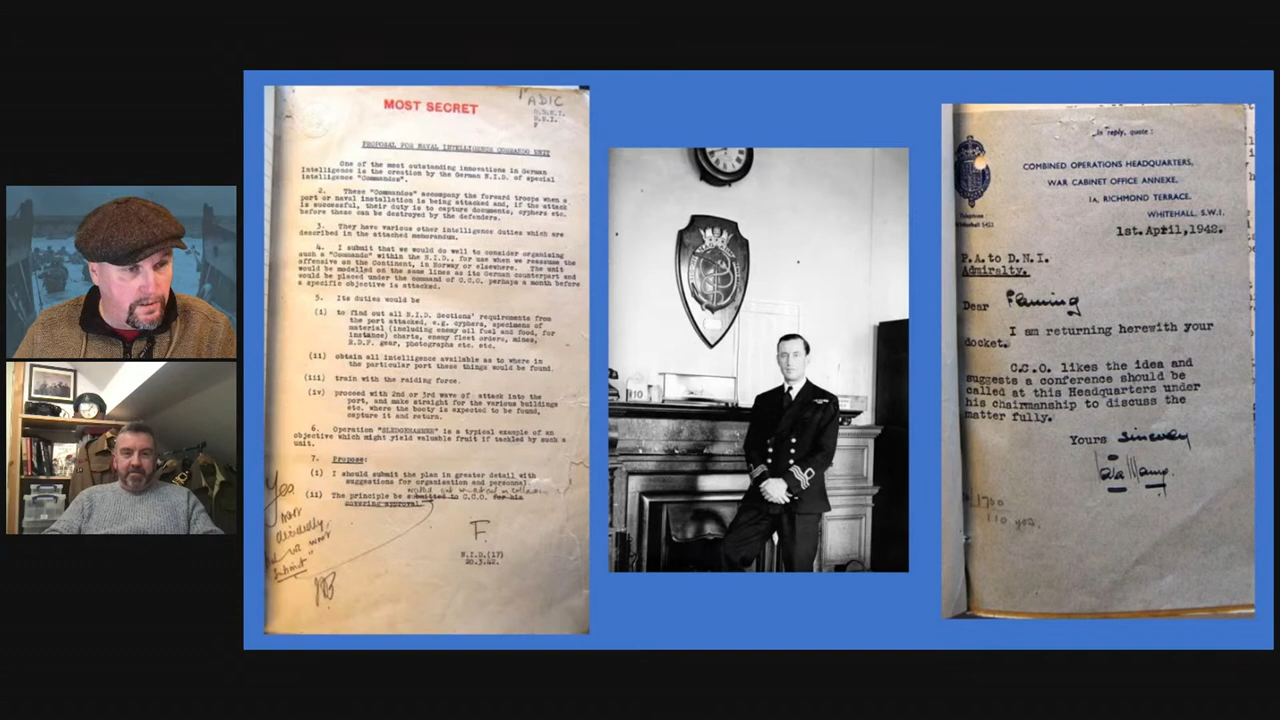 MOST SECRET
ADIC
D.D.N.I.
D.N.I.
F
PROPOSAL FOR NAVAL INTELLIGENCE COMMANDO UNIT
One of the most outstanding innovations in German
Intelligence is the creation by the German N.I.D. of special
intelligence "Commandos".
2. These "Commandos" accompany the forward troops when a
port or naval installation is being attacked and, if the attack
is successful, their duty is to capture documents, cyphers etc.
before these can be destroyed by the defenders.
3. They have various other intelligence duties which are
described in the attached memorandum.
4. I submit that we would do well to consider organising
such a "Commando" within the N.I.D., for use when we reassume the
offensive on the Continent, in Norway or elsewhere. The unit
would be modelled on the same lines as its German counterpart and
would be placed under the command of C.C.O. perhaps a month before
a specific objective is attacked.
5. Its duties would be
(i) to find out all N.I.D. Sections' requirements from
the port attacked, e.g. cyphers, specimens of
material (including enemy oil fuel and food, for
instance) charts, enemy fleet orders, mines,
R.D.F. gear, photographs etc. etc.
(ii) obtain all intelligence available as to where in
the particular port these things would be found.
(iii) train with the raiding force.
(iv) proceed with 2nd or 3rd wave of attack into the
port, and make straight for the various buildings
etc. where the booty is expected to be found,
capture it and return.
6. Operation "SLEDGEHAMMER" is a typical example of an
objective which might yield valuable fruit if tackled by such a
unit.
7. Propose:
(i) I should submit the plan in greater detail with
suggestions for organisation and personnel.
(ii) The principle be submitted to C.C.O. for his
covering approval.
Yes
most
decidedly
submit"
F.
N.I.D.(17)
20.3.42.
In reply, quote :
COMBINED OPERATIONS HEADQUARTERS,
WAR CABINET OFFICE ANNEXE,
1A, RICHMOND TERRACE,
WHITEHALL, S.W.1.
1st. April, 1942.
P.A. to D.N.I.
Admiralty.
Dear Fleming
I am returning herewith your
docket.
C.C.O. likes the idea and
suggests a conference should be
called at this Headquarters under
his chairmanship to discuss the
matter fully.
Yours sincerely